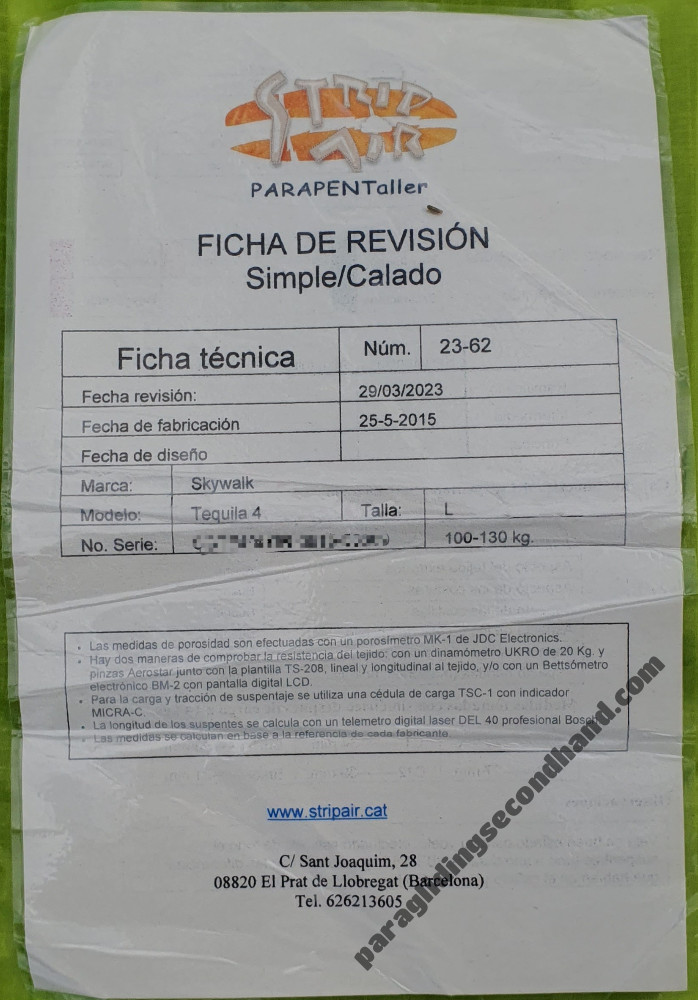 STRIP
AIR
PARAPENTaller
FICHA DE REVISIÓN
Simple/Calado
Ficha técnica Núm. 23-62
Fecha revisión: 29/03/2023
Fecha de fabricación 25-5-2015
Fecha de diseño
Marca: Skywalk
Modelo: Tequila 4 Talla: L
No. Serie: 100-130 kg.
• Las medidas de porosidad son efectuadas con un porosímetro MK-1 de JDC Electronics.
• Hay dos maneras de comprobar la resistencia del tejido: con un dinamómetro UKRO de 20 Kg. y
pinzas Aerostar junto con la plantilla TS-208, lineal y longitudinal al tejido, y/o con un Bettsómetro
electrónico BM-2 con pantalla digital LCD.
• Para la carga y tracción de suspentaje se utiliza una cédula de carga TSC-1 con indicador
MICRA-C.
• La longitud de los suspentes se calcula con un telemetro digital laser DEL 40 profesional Bosch
• Las medidas se calculan en base a la referencia de cada fabricante.
www.stripair.cat
C/ Sant Joaquim, 28
08820 El Prat de Llobregat (Barcelona)
Tel. 626213605
paraglidingsecondhand.com